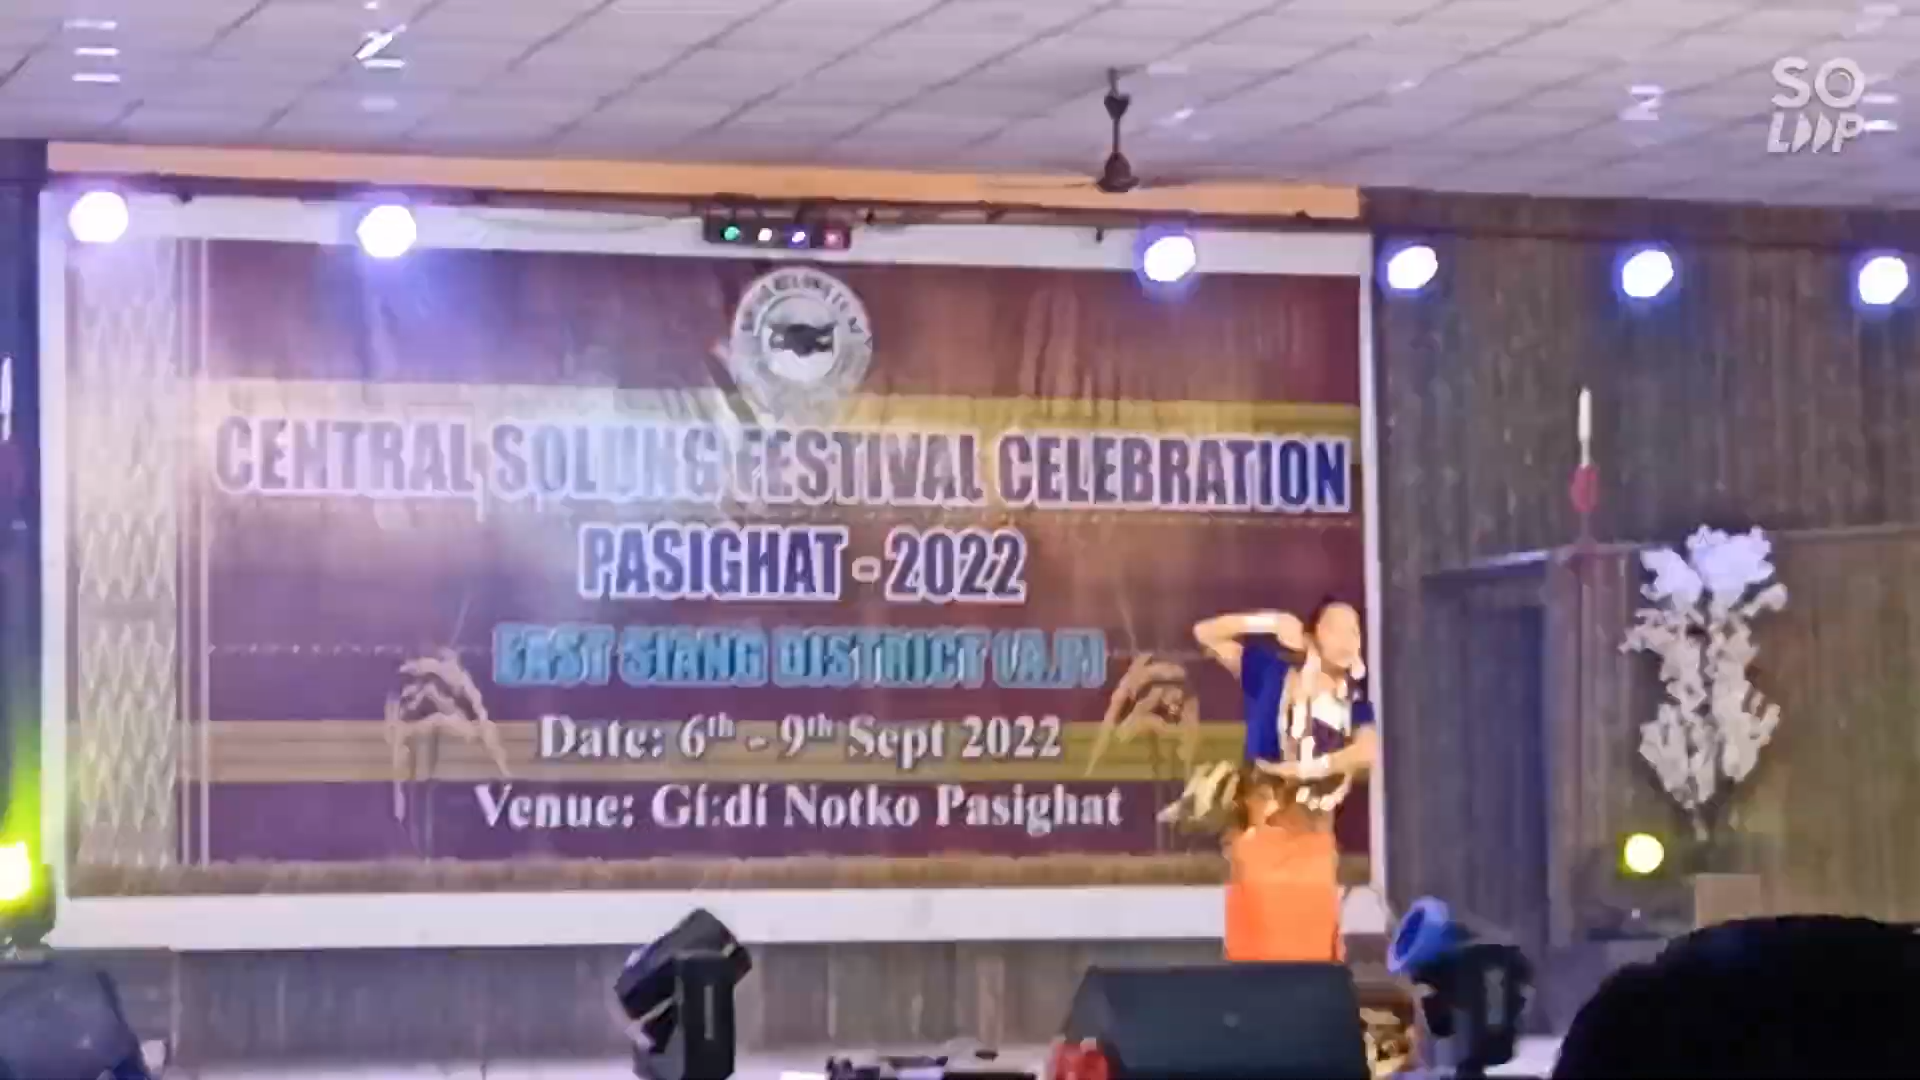 SO
LOOP
CENTRAL SOLUNG FESTIVAL CELEBRATION
PASIGHAT - 2022
EAST SIANG DISTRICT (A.P)
Date: 6th - 9th Sept 2022
Venue: Gí:dí Notko Pasighat